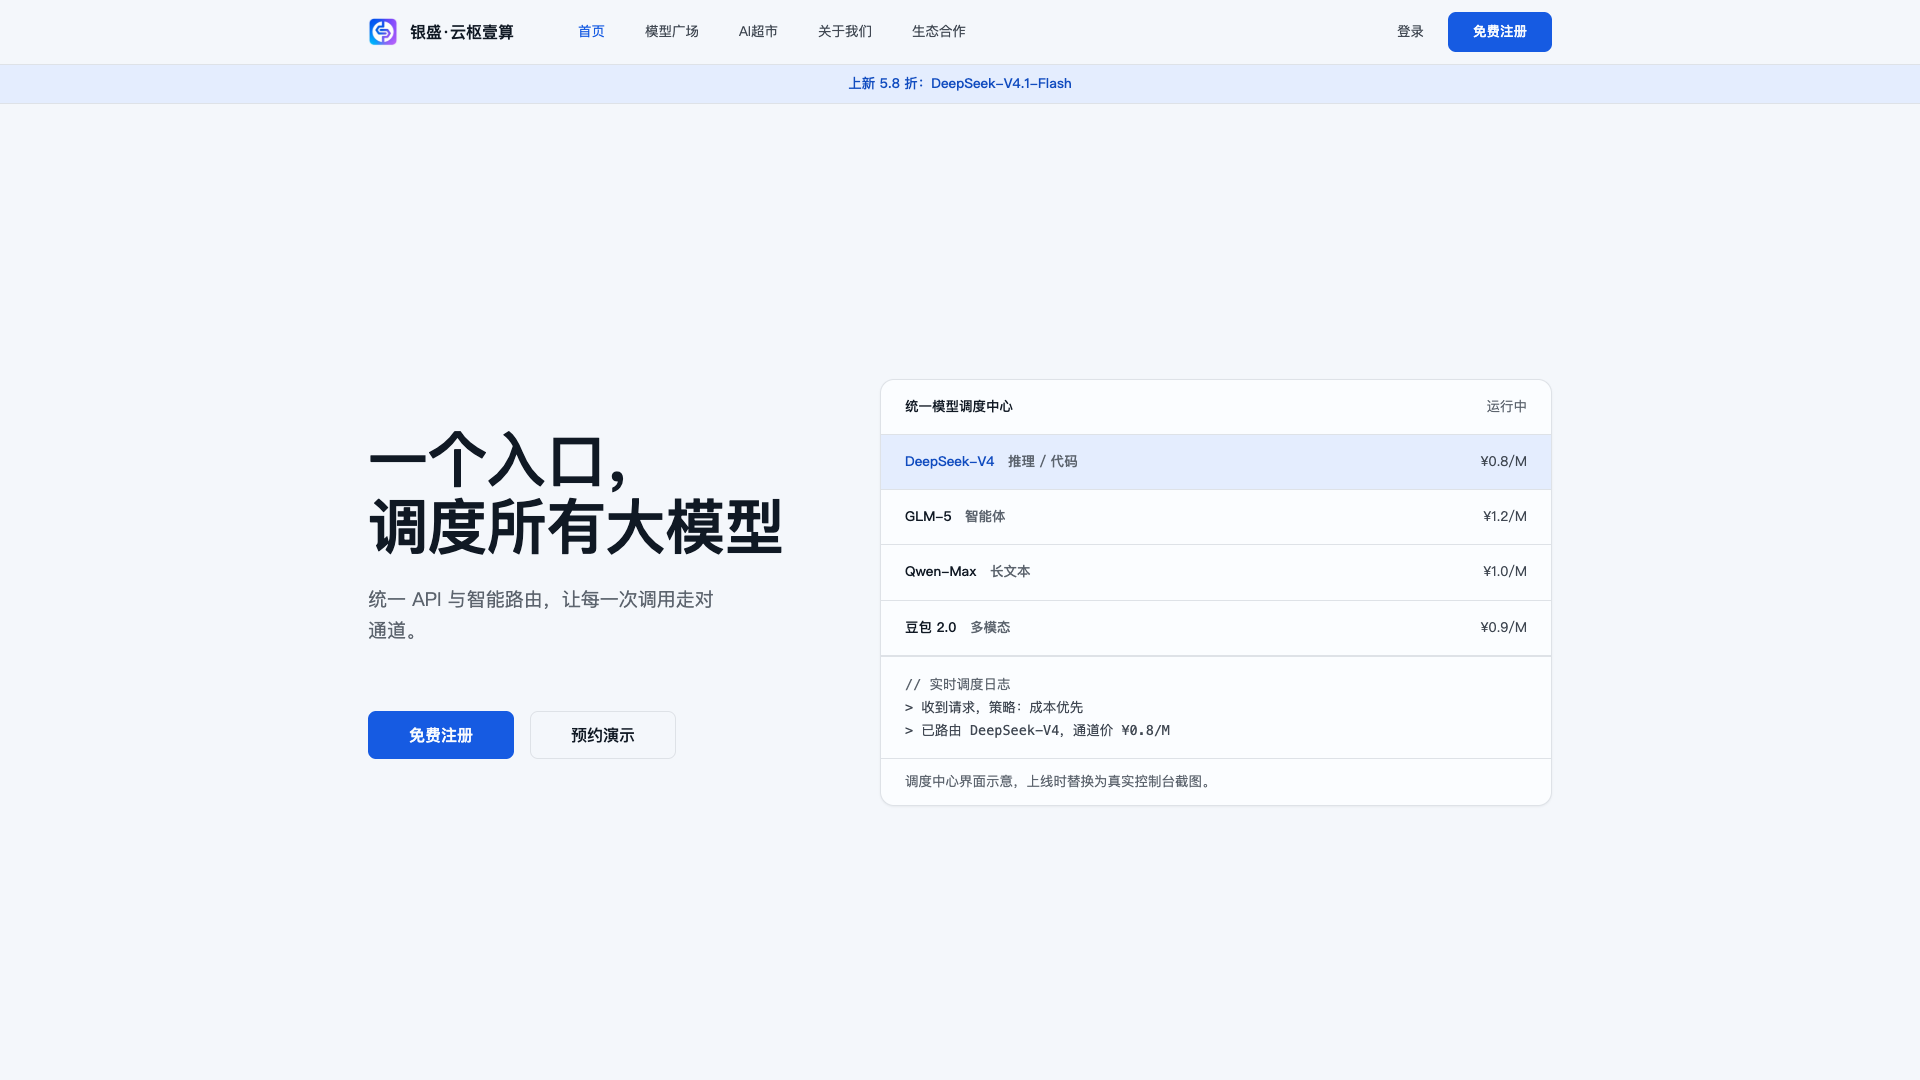 银盛·云枢壹算
首页
模型广场
AI超市
关于我们
生态合作
登录
免费注册
上新 5.8 折：DeepSeek-V4.1-Flash
一个入口，
调度所有大模型
统一 API 与智能路由，让每一次调用走对
通道。
免费注册
预约演示
统一模型调度中心 运行中
DeepSeek-V4 推理 / 代码 ¥0.8/M
GLM-5 智能体 ¥1.2/M
Qwen-Max 长文本 ¥1.0/M
豆包 2.0 多模态 ¥0.9/M
// 实时调度日志
> 收到请求，策略：成本优先
> 已路由 DeepSeek-V4，通道价 ¥0.8/M
调度中心界面示意，上线时替换为真实控制台截图。